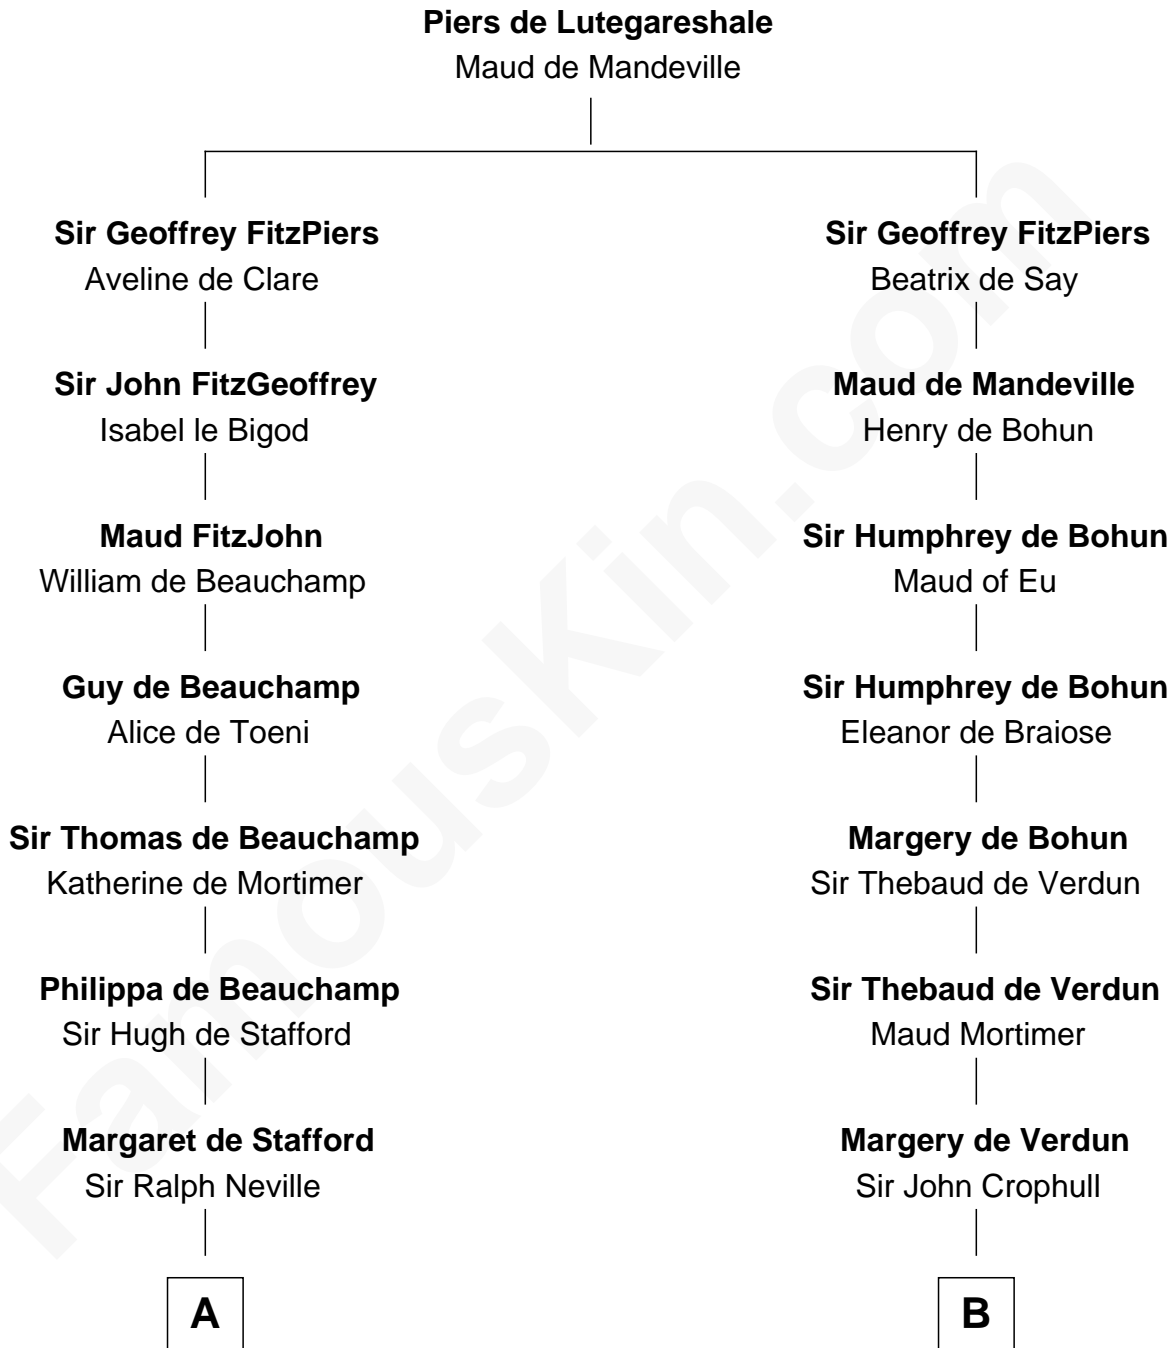 Piers de Lutegareshale
Maud de Mandeville
Sir Geoffrey FitzPiers
Aveline de Clare
Sir John FitzGeoffrey
Isabel le Bigod
Maud FitzJohn
William de Beauchamp
Guy de Beauchamp
Alice de Toeni
Sir Thomas de Beauchamp
Katherine de Mortimer
Philippa de Beauchamp
Sir Hugh de Stafford
Margaret de Stafford
Sir Ralph Neville
A
Sir Geoffrey FitzPiers
Beatrix de Say
Maud de Mandeville
Henry de Bohun
Sir Humphrey de Bohun
Maud of Eu
Sir Humphrey de Bohun
Eleanor de Braiose
Margery de Bohun
Sir Thebaud de Verdun
Sir Thebaud de Verdun
Maud Mortimer
Margery de Verdun
Sir John Crophull
B
FamousKin.com